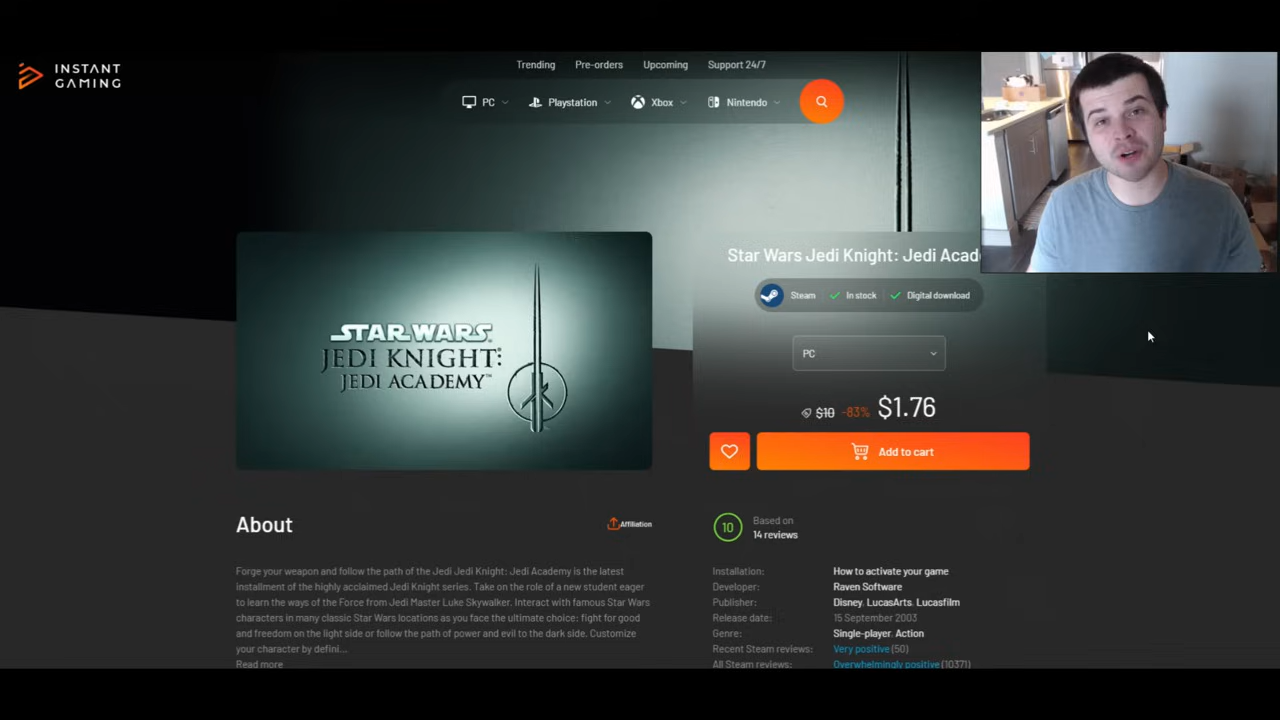 INSTANT
GAMING
Trending Pre-orders Upcoming Support 24/7
PC Playstation Xbox Nintendo
Star Wars Jedi Knight: Jedi Acad
Steam In stock Digital download
PC
$10 -83% $1.76
Add to cart
STAR WARS
JEDI KNIGHT:
JEDI ACADEMY™
About
Affiliation
Forge your weapon and follow the path of the Jedi Jedi Knight: Jedi Academy is the latest
installment of the highly acclaimed Jedi Knight series. Take on the role of a new student eager
to learn the ways of the Force from Jedi Master Luke Skywalker. Interact with famous Star Wars
characters in many classic Star Wars locations as you face the ultimate choice: fight for good
and freedom on the light side or follow the path of power and evil to the dark side. Customize
your character by defini...
Read more
10
Based on
14 reviews
Installation: How to activate your game
Developer: Raven Software
Publisher: Disney, LucasArts, Lucasfilm
Release date: 15 September 2003
Genre: Single-player, Action
Recent Steam reviews: Very positive (50)
All Steam reviews: Overwhelmingly positive (10371)